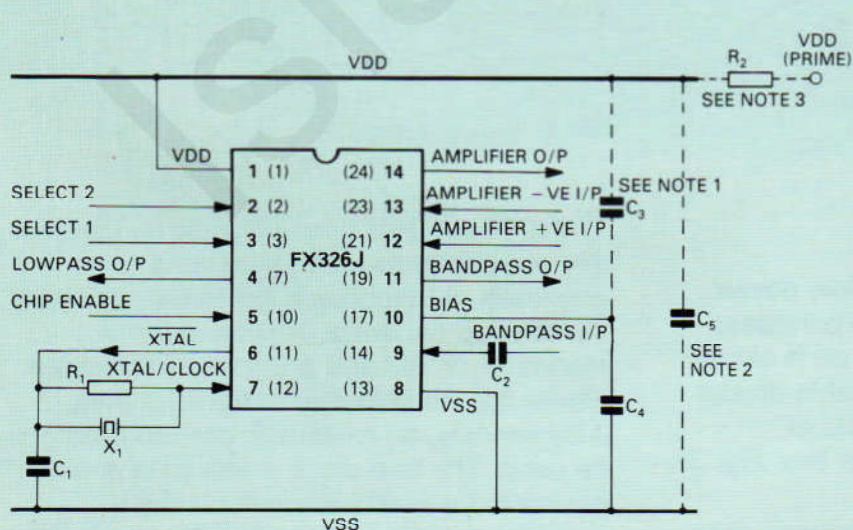 VDD
VDD (PRIME)
R2
SEE NOTE 3
VDD
SELECT 2
SELECT 1
LOWPASS O/P
CHIP ENABLE
XTAL
XTAL/CLOCK
R1
X1
C1
1 (1) (24) 14
2 (2) (23) 13
3 (3) (21) 12
FX326J
4 (7) (19) 11
5 (10) (17) 10
6 (11) (14) 9
7 (12) (13) 8
AMPLIFIER O/P
AMPLIFIER − VE I/P
AMPLIFIER + VE I/P
BANDPASS O/P
BIAS
BANDPASS I/P
C2
VSS
SEE NOTE 1
C3
C5
SEE
NOTE 2
C4
VSS